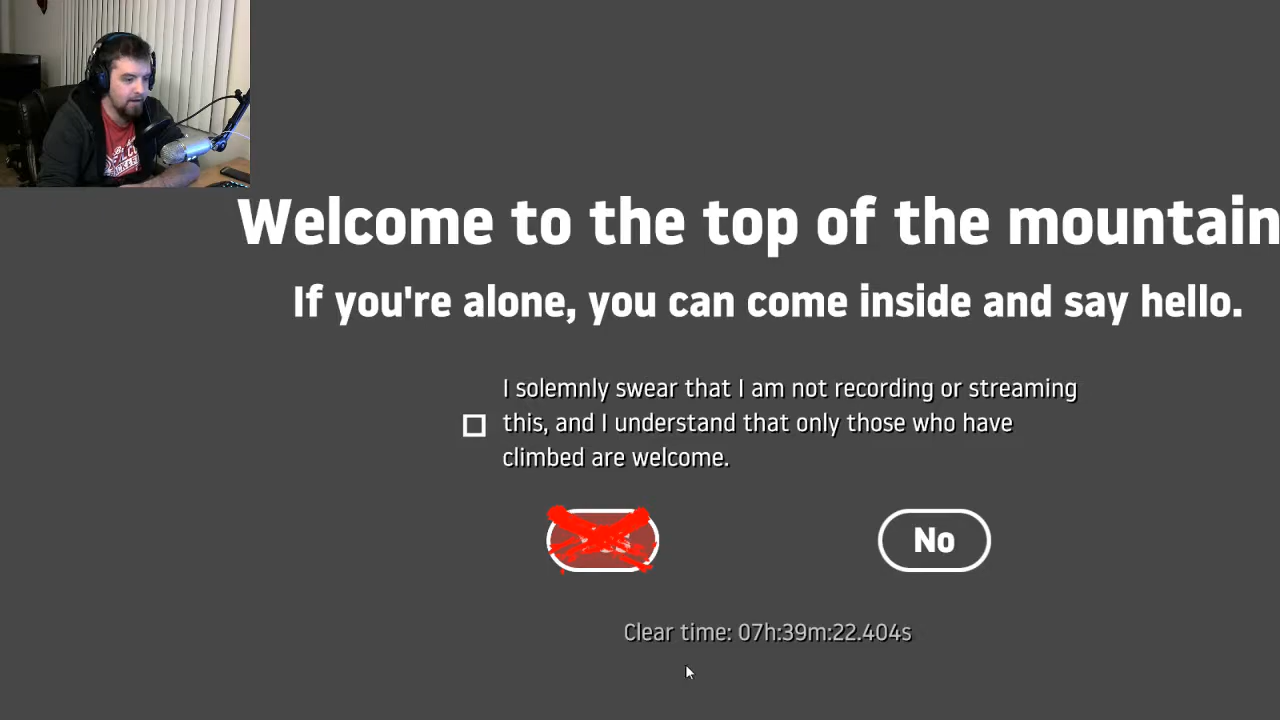 Welcome to the top of the mountain
If you're alone, you can come inside and say hello.
I solemnly swear that I am not recording or streaming
this, and I understand that only those who have
climbed are welcome.
No
Clear time: 07h:39m:22.404s